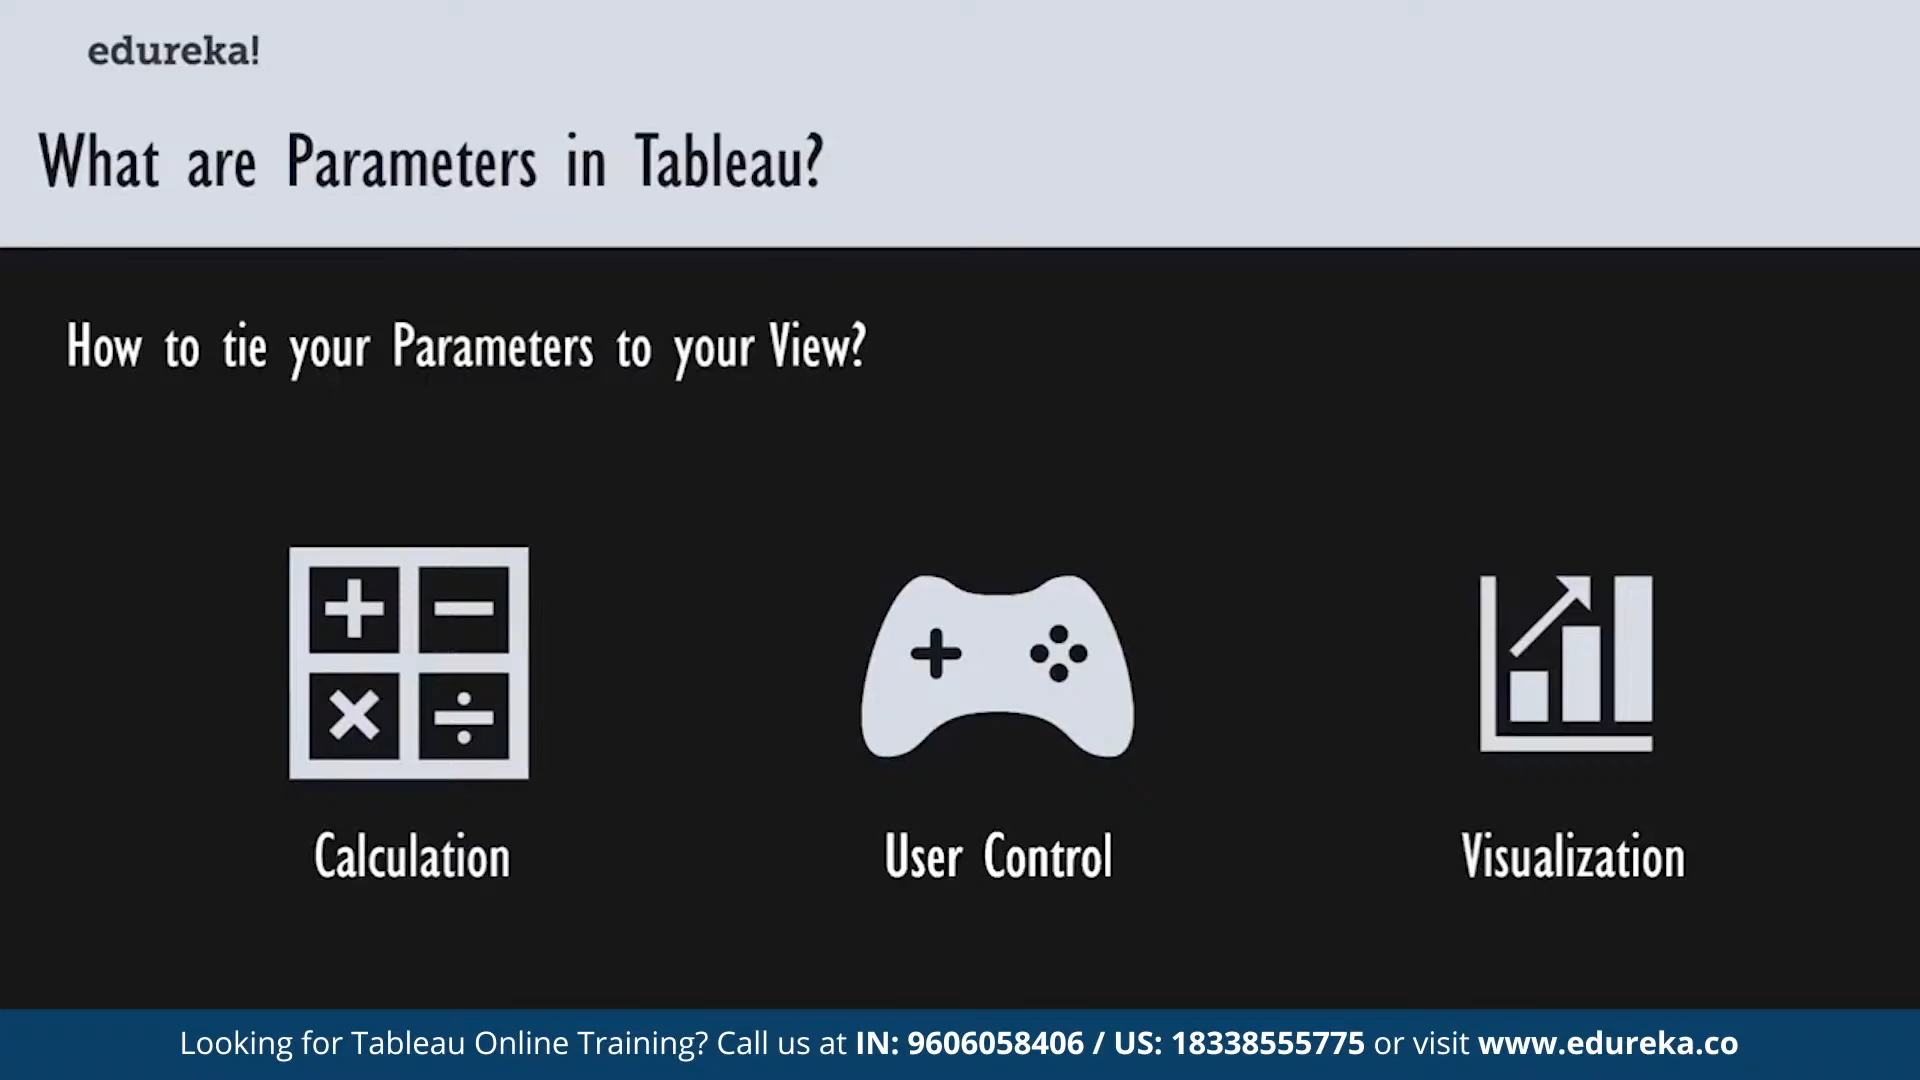 edureka!
What are Parameters in Tableau?
How to tie your Parameters to your View?
Calculation
User Control
Visualization
Looking for Tableau Online Training? Call us at IN: 9606058406 / US: 18338555775 or visit www.edureka.co